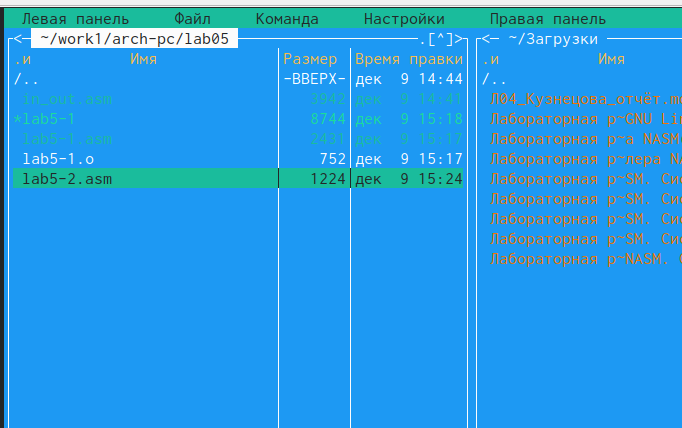 Левая панель Файл Команда Настройки Правая панель
<— ~/work1/arch-pc/lab05 .[^]> <— ~/Загрузки
.и Имя Размер Время правки .и Имя
/.. -ВВЕРХ- дек 9 14:44 /..
in_out.asm 3942 дек 9 14:41 Л04_Кузнецова_отчёт.m
*lab5-1 8744 дек 9 15:18 Лабораторная р~GNU Lin
lab5-1.asm 2431 дек 9 15:17 Лабораторная р~а NASM
lab5-1.o 752 дек 9 15:17 Лабораторная р~лера N
lab5-2.asm 1224 дек 9 15:24 Лабораторная р~SM. Си
Лабораторная р~SM. Си
Лабораторная р~SM. Си
Лабораторная р~SM. Си
Лабораторная р~NASM.